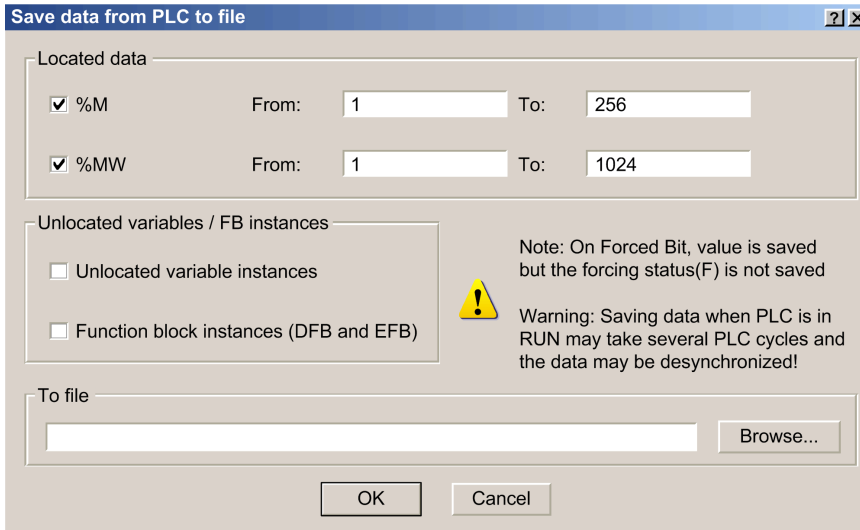 Save data from PLC to file
Located data
%M From: 1 To: 256
%MW From: 1 To: 1024
Unlocated variables / FB instances
Unlocated variable instances
Function block instances (DFB and EFB)
Note: On Forced Bit, value is saved
but the forcing status(F) is not saved
Warning: Saving data when PLC is in
RUN may take several PLC cycles and
the data may be desynchronized!
To file
Browse...
OK Cancel